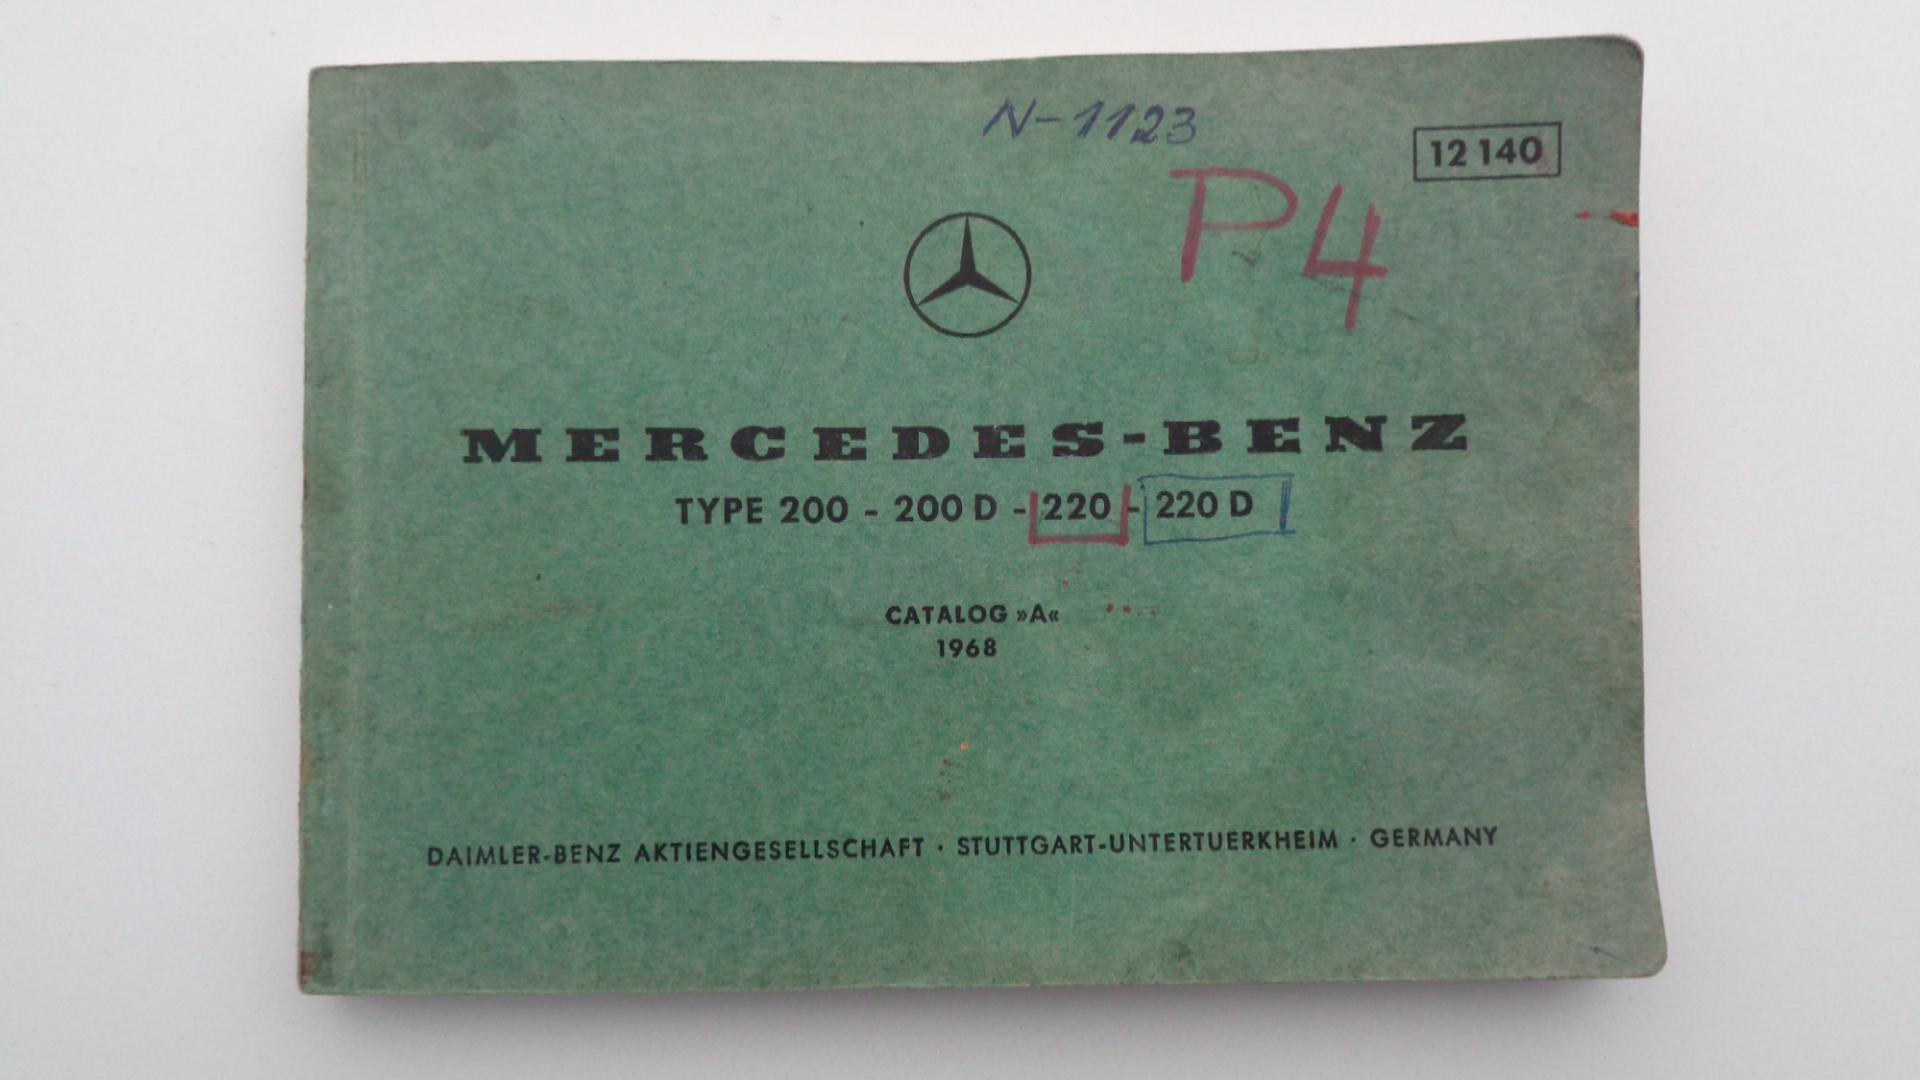 N-1123
12 140
P4
MERCEDES-BENZ
TYPE 200 - 200 D - 220 - 220 D
CATALOG »A«
1968
DAIMLER-BENZ AKTIENGESELLSCHAFT · STUTTGART-UNTERTUERKHEIM · GERMANY